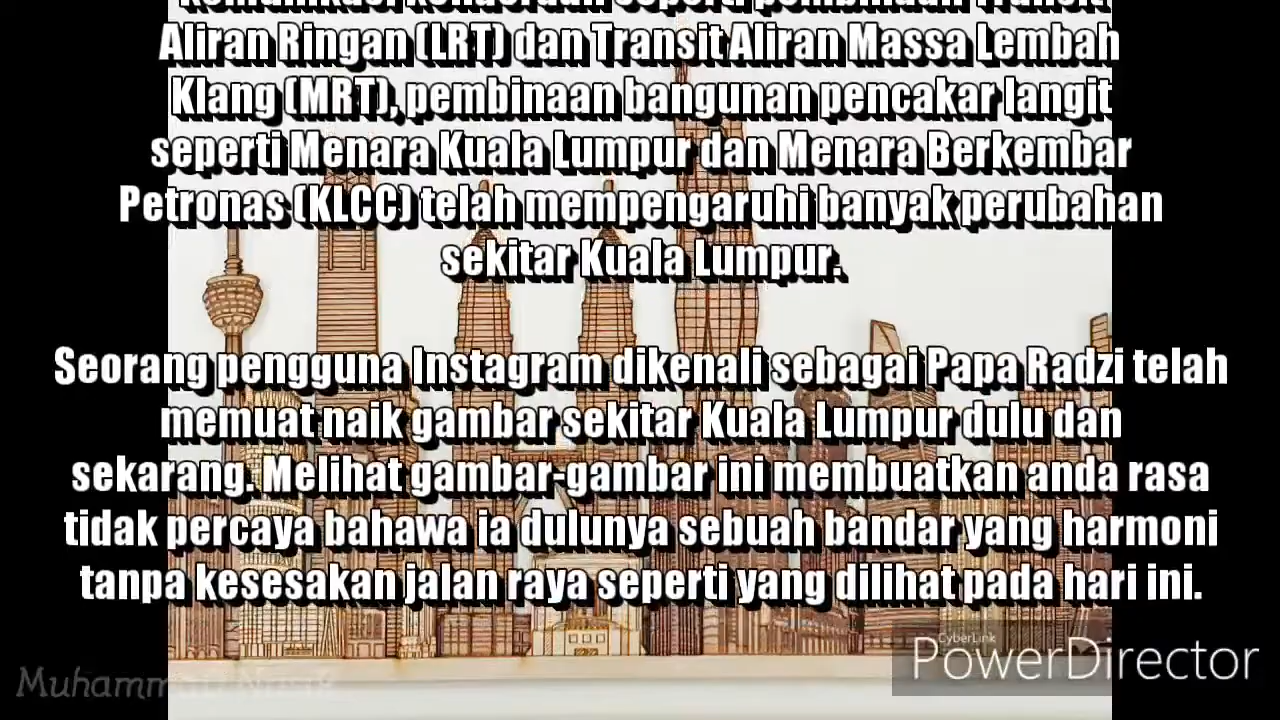 Aliran Ringan (LRT) dan Transit Aliran Massa Lembah
Klang (MRT), pembinaan bangunan pencakar langit
seperti Menara Kuala Lumpur dan Menara Berkembar
Petronas (KLCC) telah mempengaruhi banyak perubahan
sekitar Kuala Lumpur.
Seorang pengguna Instagram dikenali sebagai Papa Radzi telah
memuat naik gambar sekitar Kuala Lumpur dulu dan
sekarang. Melihat gambar-gambar ini membuatkan anda rasa
tidak percaya bahawa ia dulunya sebuah bandar yang harmoni
tanpa kesesakan jalan raya seperti yang dilihat pada hari ini.
CyberLink
PowerDirector